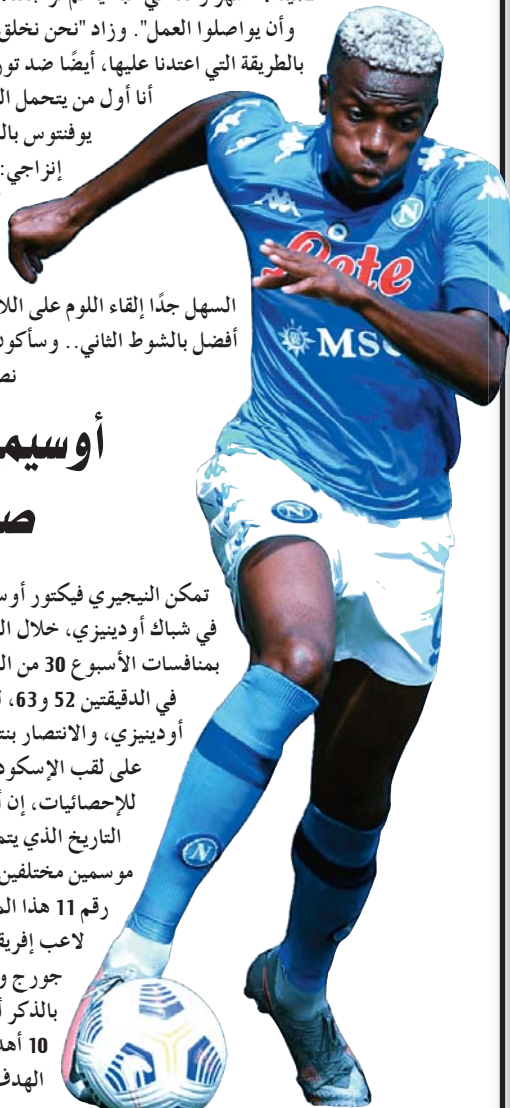 وأن يواصلوا العمل". وزاد "نحن نخلق
بالطريقة التي اعتدنا عليها، أيضًا ضد تور
أنا أول من يتحمل ال
يوفنتوس بال
إنزاجي:
السهل جدًا إلقاء اللوم على اللا
أفضل بالشوط الثاني.. وسأكون
نص
أوسيم
ص
تمكن النيجيري فيكتور أوس
في شباك أودينيزي، خلال ال
بمنافسات الأسبوع 30 من ال
في الدقيقتين 52 و63، ل
أودينيزي، والانتصار بنت
على لقب الإسكود
للإحصائيات، إن أ
التاريخ الذي يتم
موسمين مختلفين
رقم 11 هذا الم
لاعب إفريق
جورج و
بالذكر أ
10 أهد
الهدف
N
Lete
MSC
N
N